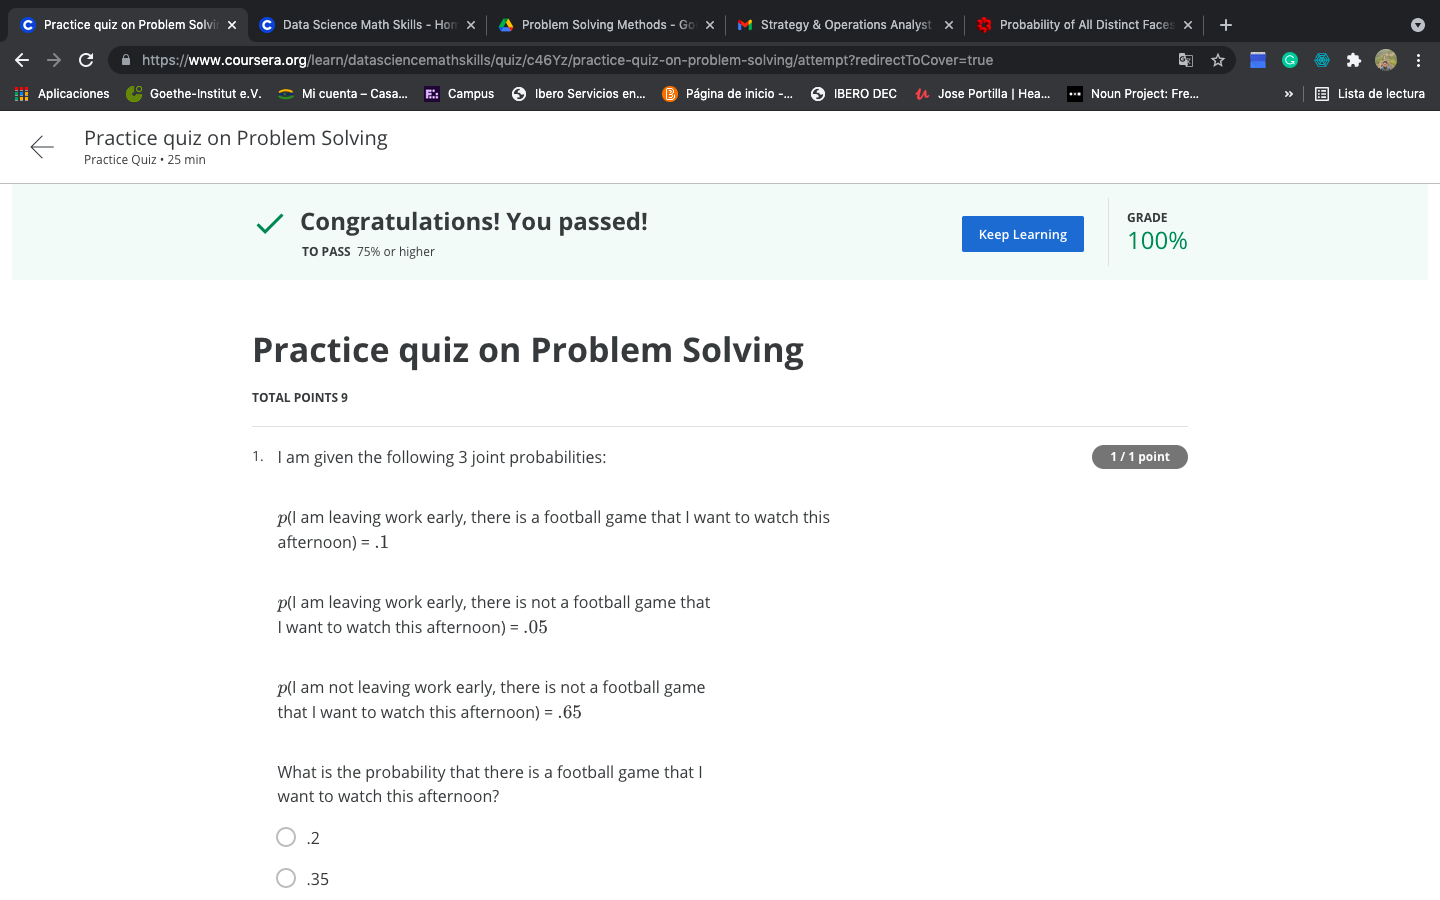 Practice quiz on Problem Solvi
Data Science Math Skills - Hom
Problem Solving Methods - Go
Strategy & Operations Analyst
Probability of All Distinct Faces
https://www.coursera.org/learn/datasciencemathskills/quiz/c46Yz/practice-quiz-on-problem-solving/attempt?redirectToCover=true
Aplicaciones
Goethe-Institut e.V.
Mi cuenta – Casa...
Campus
Ibero Servicios en...
Página de inicio -...
IBERO DEC
Jose Portilla | Hea...
Noun Project: Fre...
»
Lista de lectura
Practice quiz on Problem Solving
Practice Quiz • 25 min
Congratulations! You passed!
TO PASS 75% or higher
Keep Learning
GRADE
100%
Practice quiz on Problem Solving
TOTAL POINTS 9
1. I am given the following 3 joint probabilities:
1 / 1 point
p(I am leaving work early, there is a football game that I want to watch this
afternoon) = .1
p(I am leaving work early, there is not a football game that
I want to watch this afternoon) = .05
p(I am not leaving work early, there is not a football game
that I want to watch this afternoon) = .65
What is the probability that there is a football game that I
want to watch this afternoon?
.2
.35